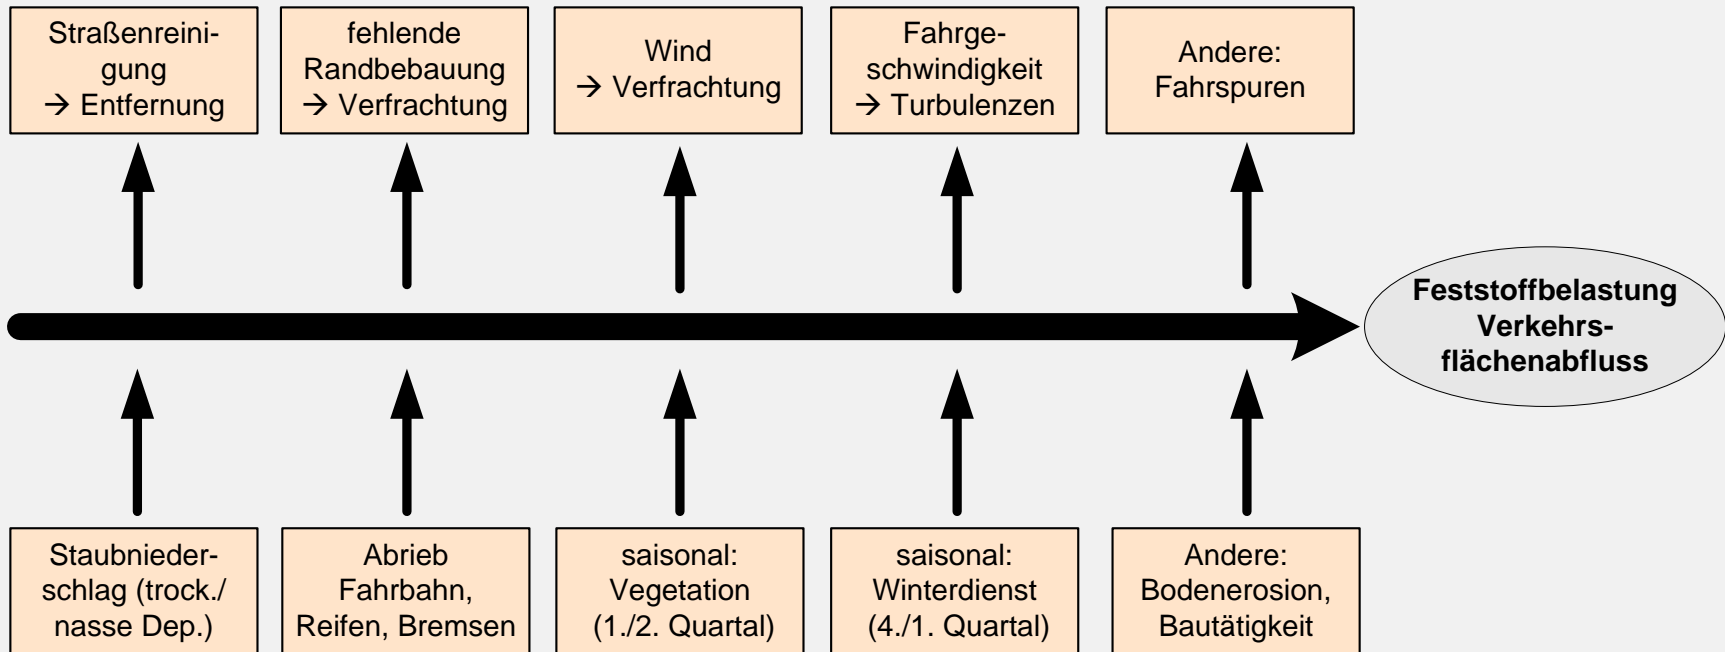 Straßenreini-
gung
→ Entfernung
fehlende
Randbebauung
→ Verfrachtung
Wind
→ Verfrachtung
Fahrge-
schwindigkeit
→ Turbulenzen
Andere:
Fahrspuren
Feststoffbelastung
Verkehrs-
flächenabfluss
Staubnieder-
schlag (trock./
nasse Dep.)
Abrieb
Fahrbahn,
Reifen, Bremsen
saisonal:
Vegetation
(1./2. Quartal)
saisonal:
Winterdienst
(4./1. Quartal)
Andere:
Bodenerosion,
Bautätigkeit